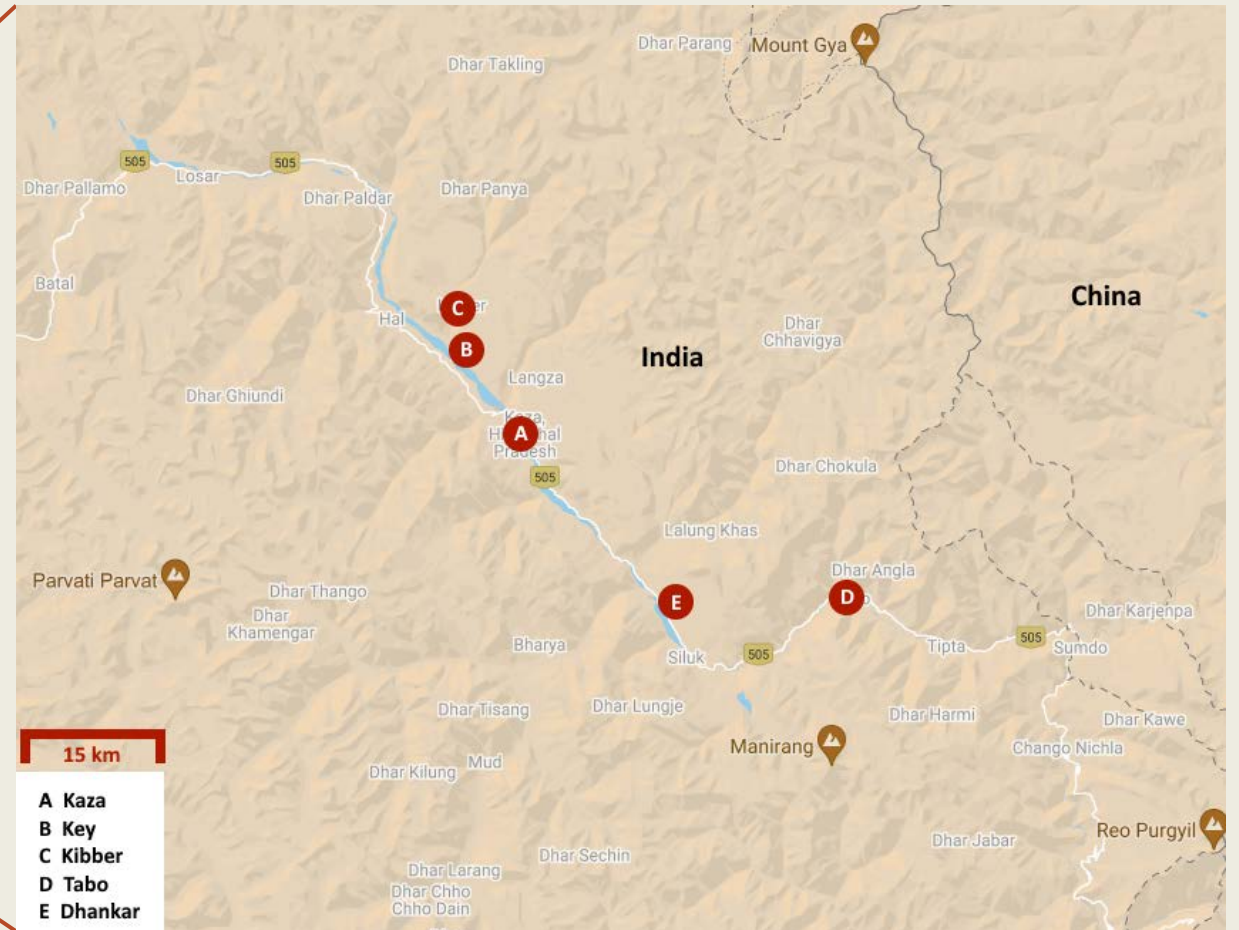 Dhar Parang
Mount Gya
Dhar Takling
505
505
Losar
Dhar Pallamo
Dhar Paldar
Dhar Panya
Batal
China
C
Hal
Dhar
Chhavigya
B
India
Langza
Dhar Ghiundi
A
Pradesh
Dhar Chokula
505
Lalung Khas
Dhar Angla
Parvati Parvat
Dhar Thango
E
D
Dhar Karjenpa
Dhar
Khamengar
505
Bharya
Tipta
Sumdo
Siluk
505
Dhar Tisang
Dhar Lungje
Dhar Harmi
Dhar Kawe
Manirang
Chango Nichla
15 km
Mud
Dhar Kilung
A Kaza
B Key
C Kibber
D Tabo
E Dhankar
Reo Purgyil
Dhar Jabar
Dhar Sechin
Dhar Larang
Dhar Chho
Chho Dain